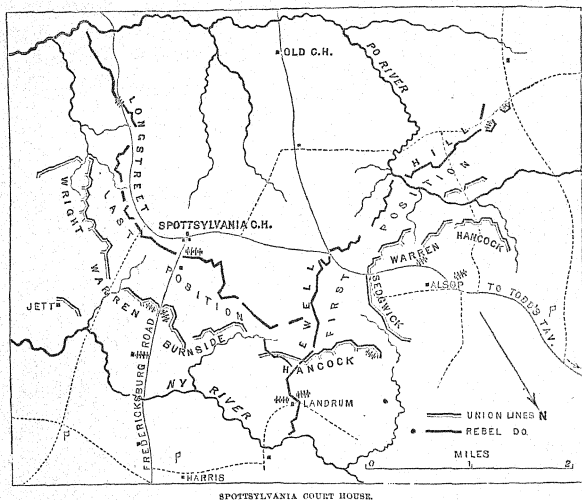 OLD C.H.
PO RIVER
LONGSTREET
HILL
POSITION
WRIGHT
LAST
SPOTTSYLVANIA C.H.
WARREN
HANCOCK
WARREN
POSITION
EWELL
FIRST
SEDGWICK
ALSOP
TO TODD'S TAV.
JETT
BURNSIDE
HANCOCK
FREDERICKSBURG ROAD
NY RIVER
LANDRUM
P
P
P
HARRIS
UNION LINES N
REBEL DO.
MILES
0 1 2
SPOTTSYLVANIA COURT HOUSE.